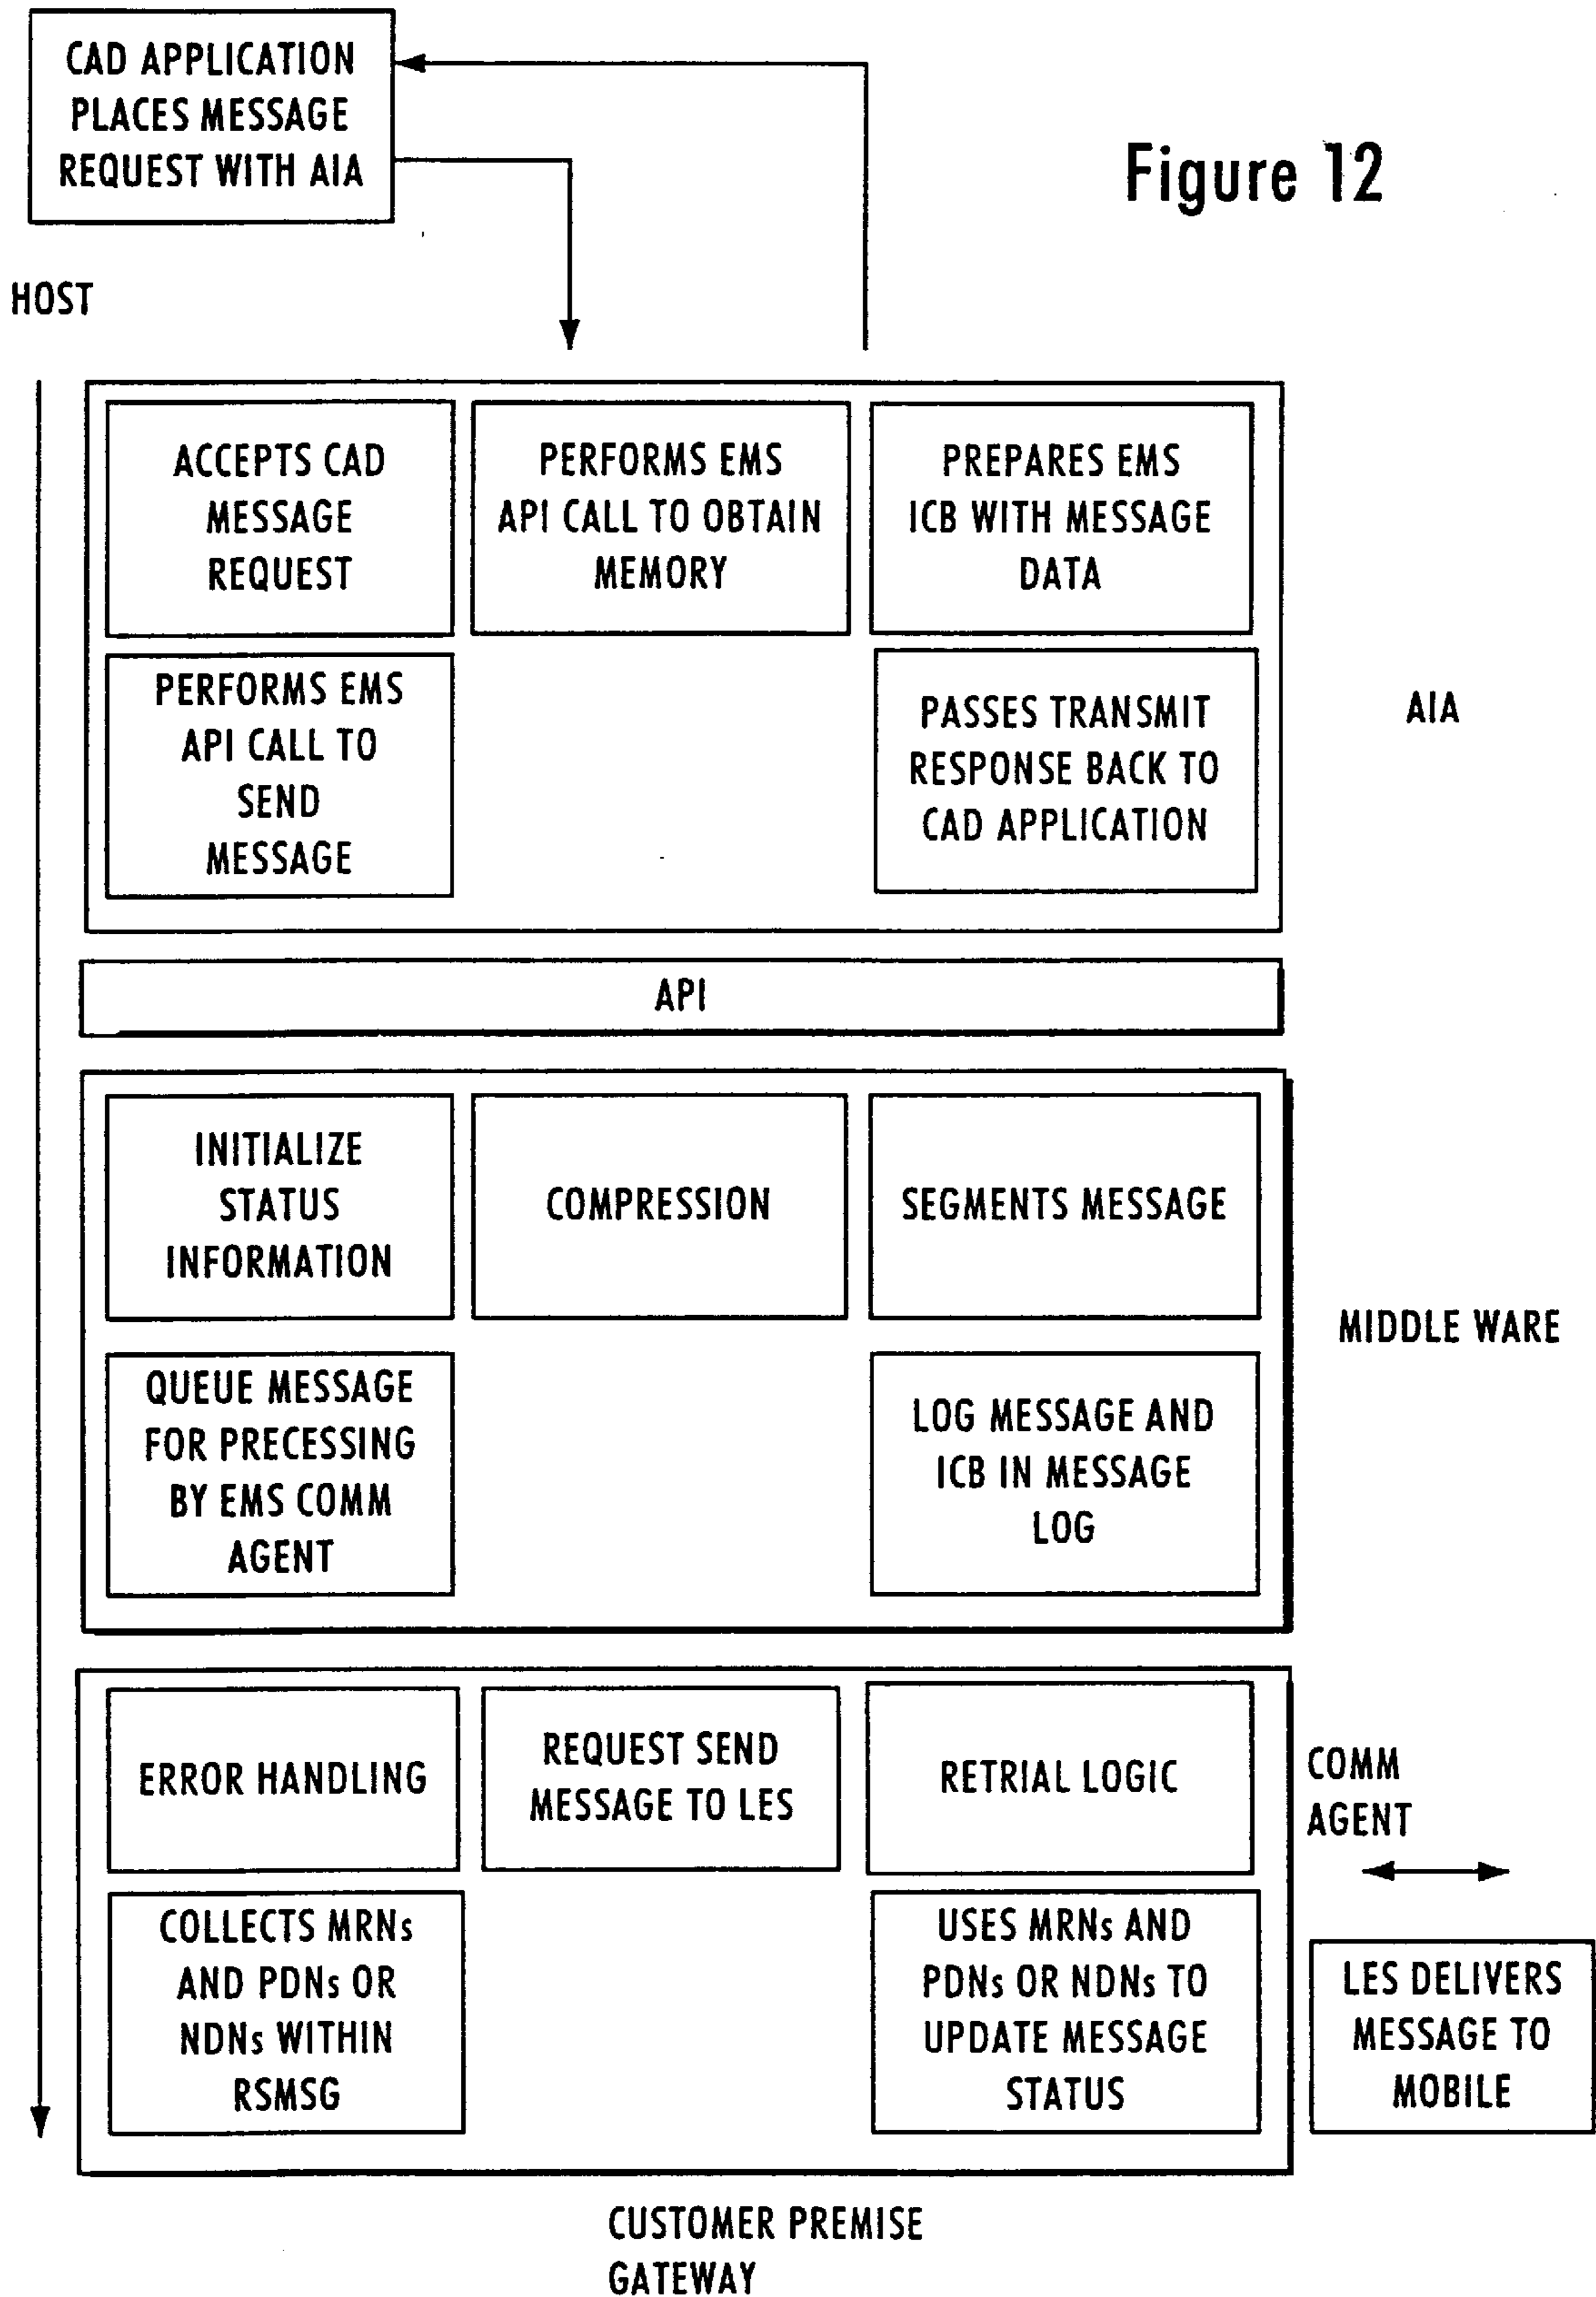 CAD APPLICATION
PLACES MESSAGE
REQUEST WITH AIA
Figure 12
HOST
ACCEPTS CAD
MESSAGE
REQUEST
PERFORMS EMS
API CALL TO OBTAIN
MEMORY
PREPARES EMS
ICB WITH MESSAGE
DATA
PERFORMS EMS
API CALL TO
SEND
MESSAGE
PASSES TRANSMIT
RESPONSE BACK TO
CAD APPLICATION
AIA
API
INITIALIZE
STATUS
INFORMATION
COMPRESSION
SEGMENTS MESSAGE
MIDDLE WARE
QUEUE MESSAGE
FOR PRECESSING
BY EMS COMM
AGENT
LOG MESSAGE AND
ICB IN MESSAGE
LOG
ERROR HANDLING
REQUEST SEND
MESSAGE TO LES
RETRIAL LOGIC
COMM
AGENT
COLLECTS MRNs
AND PDNs OR
NDNs WITHIN
RSMSG
USES MRNs AND
PDNs OR NDNs TO
UPDATE MESSAGE
STATUS
LES DELIVERS
MESSAGE TO
MOBILE
CUSTOMER PREMISE
GATEWAY